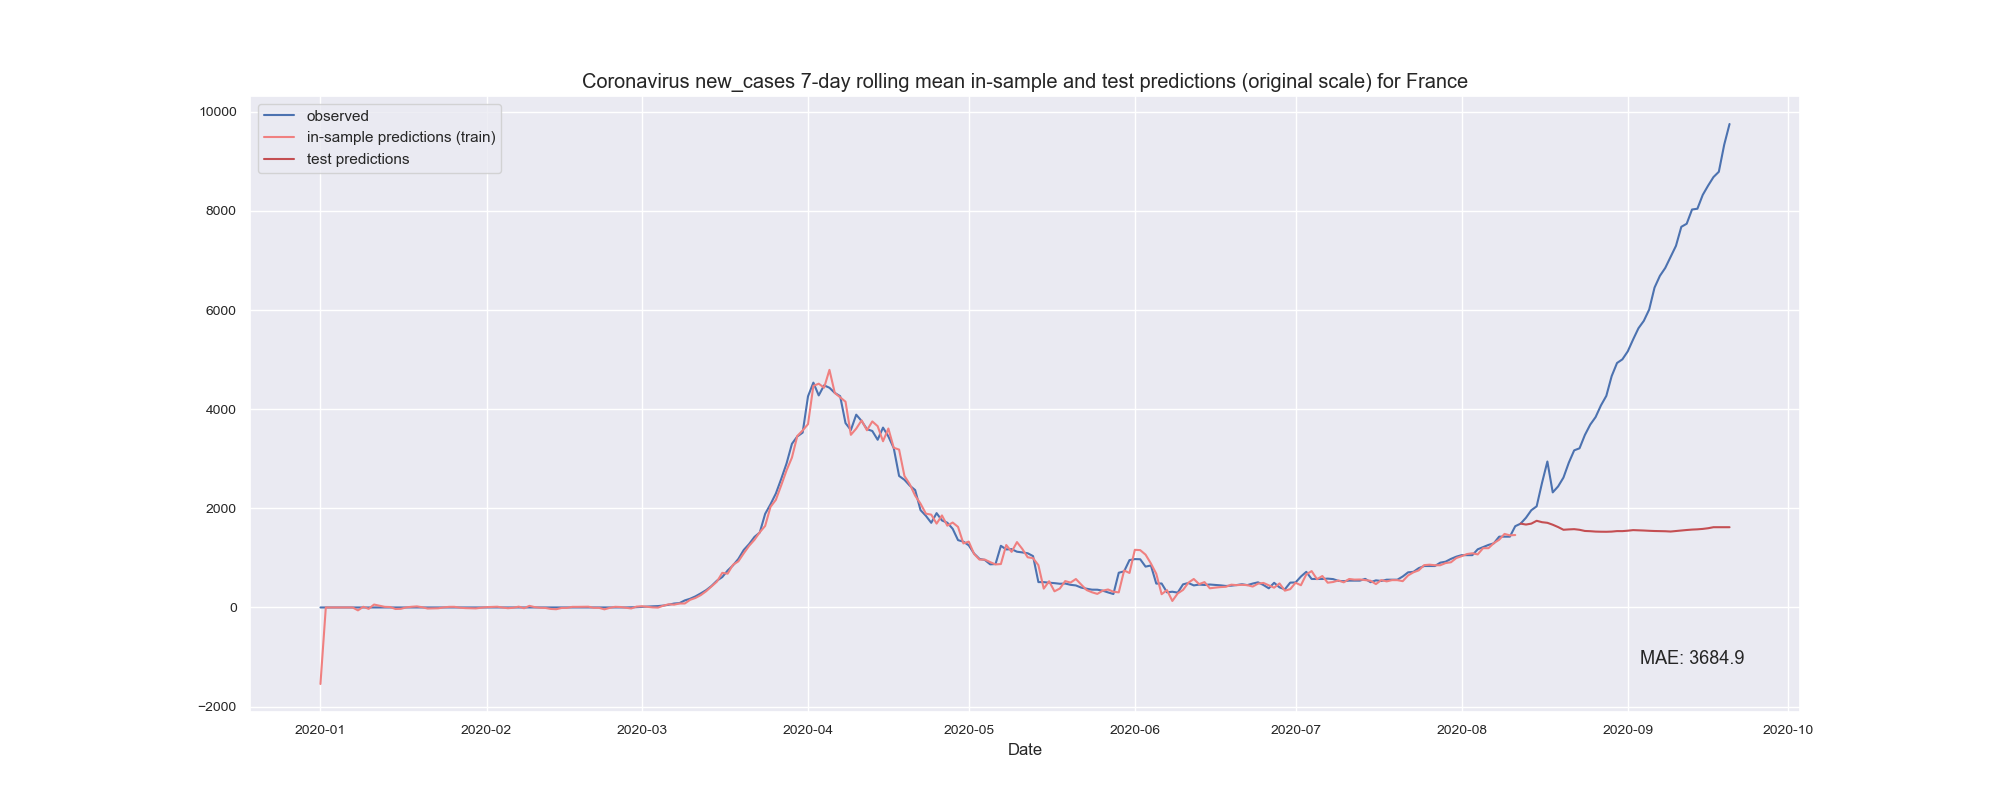 Coronavirus new_cases 7-day rolling mean in-sample and test predictions (original scale) for France
observed
in-sample predictions (train)
test predictions
10000
8000
6000
4000
2000
0
−2000
MAE: 3684.9
2020-01 2020-02 2020-03 2020-04 2020-05 2020-06 2020-07 2020-08 2020-09 2020-10
Date